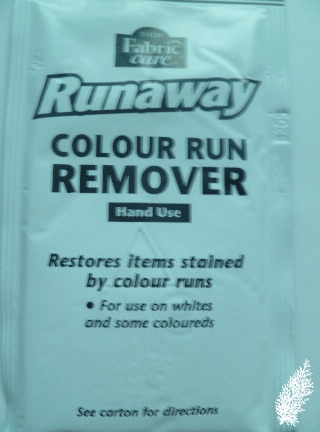 Fabric
care
Runaway
COLOUR RUN
REMOVER
Hand Use
Restores items stained
by colour runs
• For use on whites
and some coloureds
See carton for directions